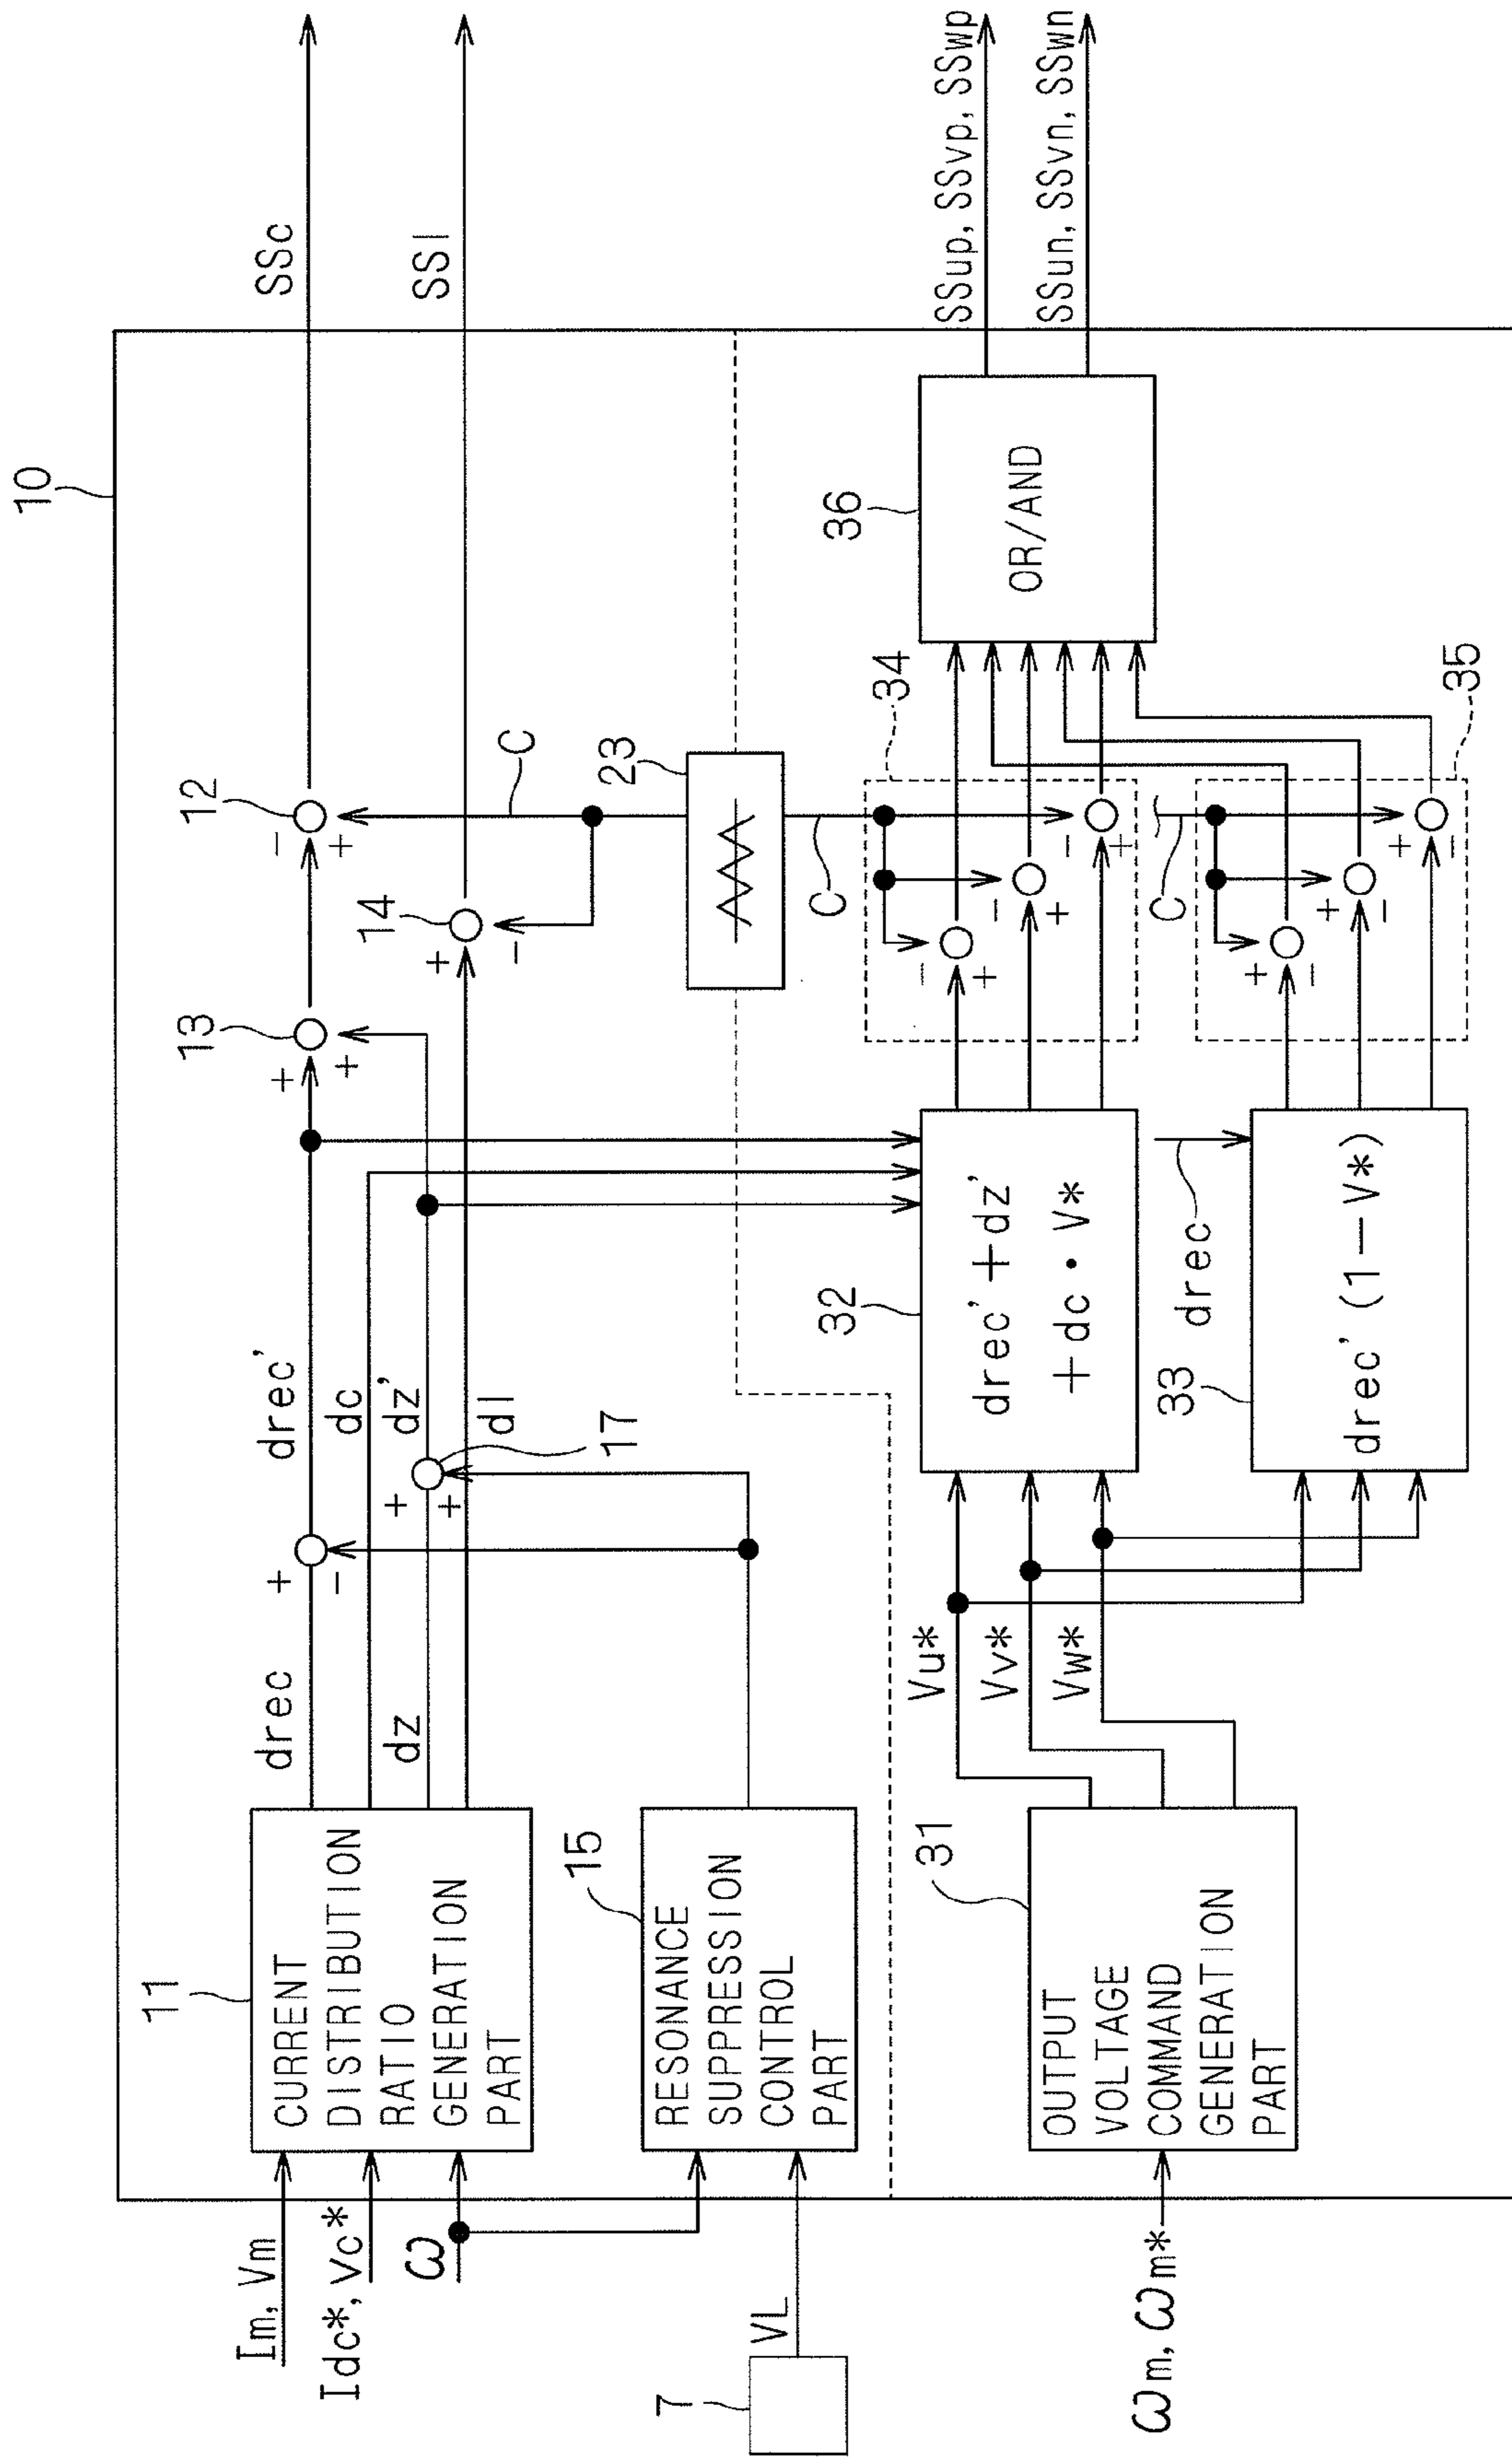 10
SSc
SSl
SSup, SSvp, SSwp
SSun, SSvn, SSwn
Im, Vm
Idc*, Vc*
ω
11
CURRENT
DISTRIBUTION
RATIO
GENERATION
PART
drec
dz
+
-
drec'
dc
dz'
dl
+
+
17
13
+
+
12
-
+
14
+
-
C
23
7
VL
15
RESONANCE
SUPPRESSION
CONTROL
PART
ωm, ωm*
31
OUTPUT
VOLTAGE
COMMAND
GENERATION
PART
Vu*
Vv*
Vw*
32
drec'+dz'
+dc・V*
drec
33
drec'(1-V*)
C
34
-
+
-
+
-
+
C
35
+
-
+
-
+
-
36
OR/AND